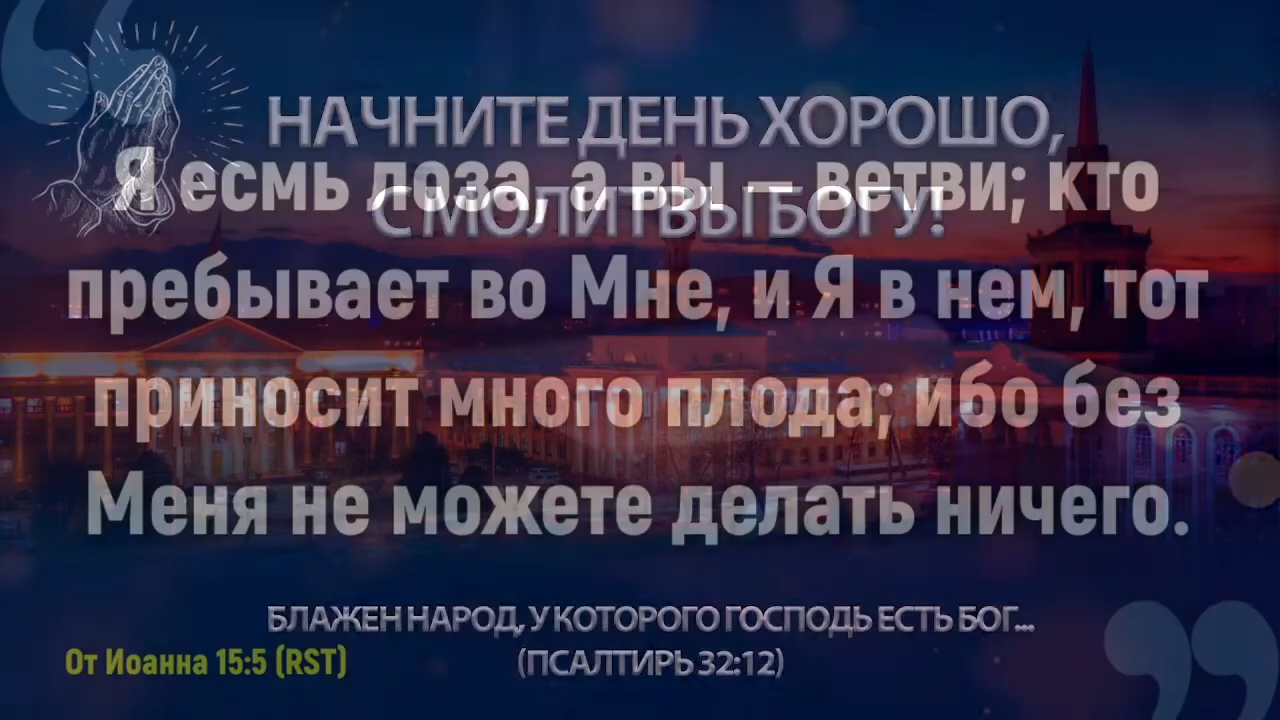 НАЧНИТЕ ДЕНЬ ХОРОШО,
С МОЛИТВЫ БОГУ!
Я есмь лоза, а вы – ветви; кто
пребывает во Мне, и Я в нем, тот
приносит много плода; ибо без
Меня не можете делать ничего.
БЛАЖЕН НАРОД, У КОТОРОГО ГОСПОДЬ ЕСТЬ БОГ...
(ПСАЛТИРЬ 32:12)
От Иоанна 15:5 (RST)